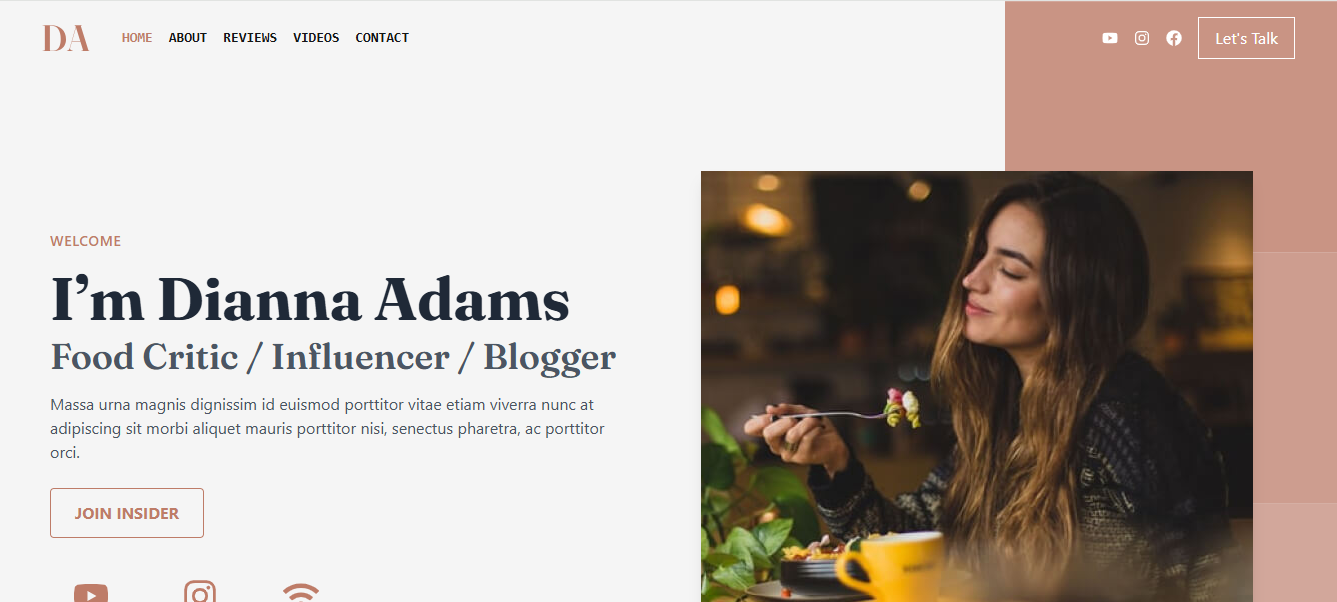 DA
HOME ABOUT REVIEWS VIDEOS CONTACT
Let's Talk
WELCOME
I’m Dianna Adams
Food Critic / Influencer / Blogger
Massa urna magnis dignissim id euismod porttitor vitae etiam viverra nunc at
adipiscing sit morbi aliquet mauris porttitor nisi, senectus pharetra, ac porttitor
orci.
JOIN INSIDER